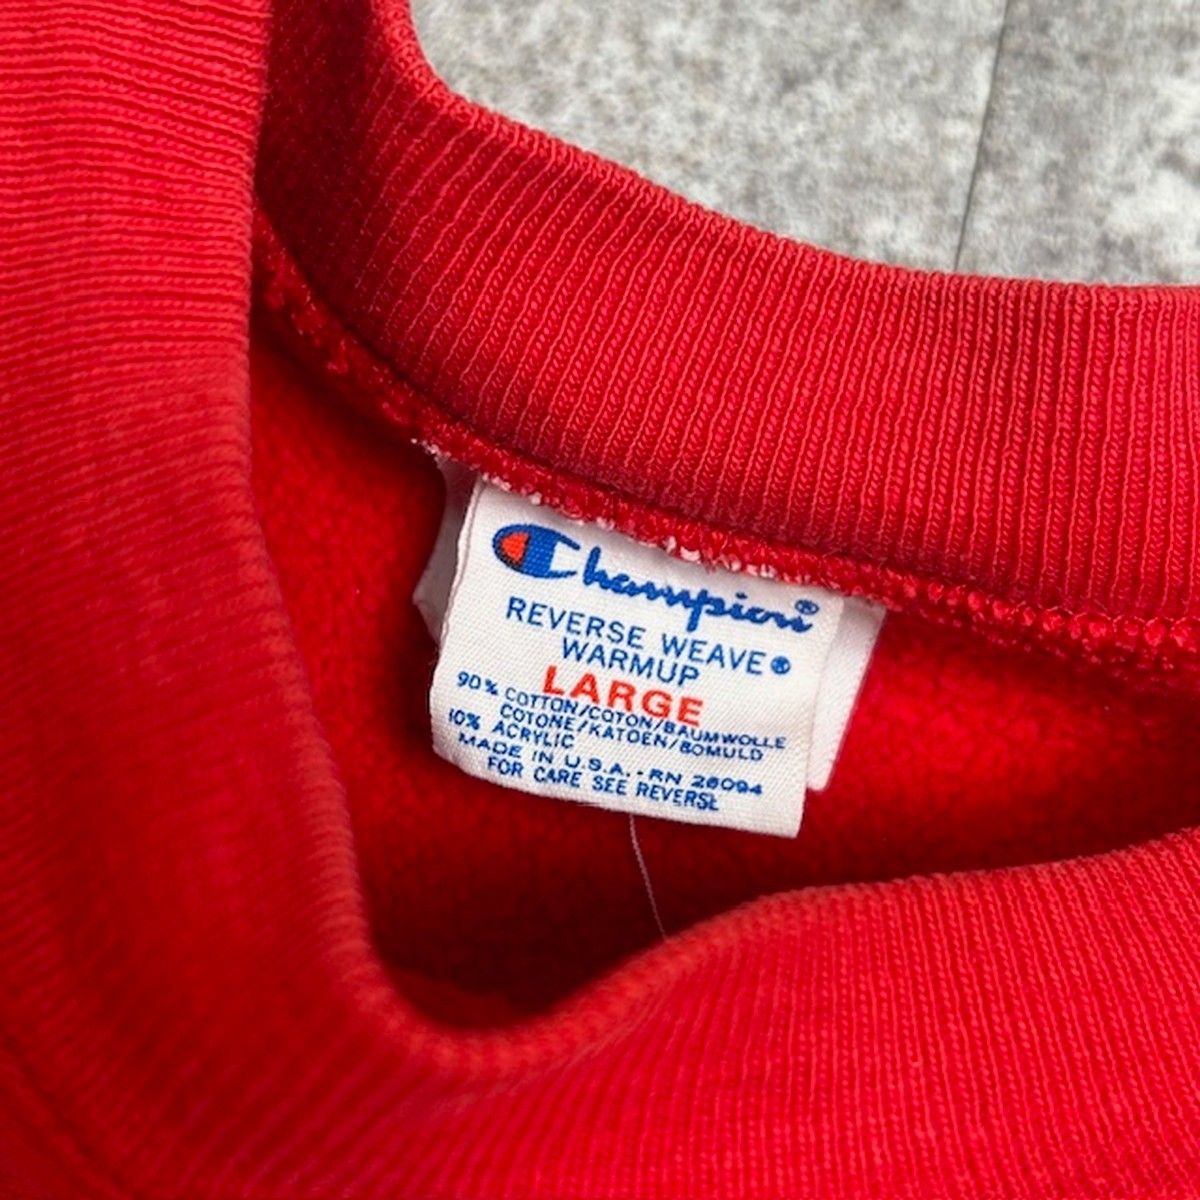 Champion®
REVERSE WEAVE®
WARMUP
LARGE
90% COTTON/COTON/BAUMWOLLE
COTONE/KATOEN/BOMULD
10% ACRYLIC
MADE IN U.S.A.-RN 26094
FOR CARE SEE REVERSE